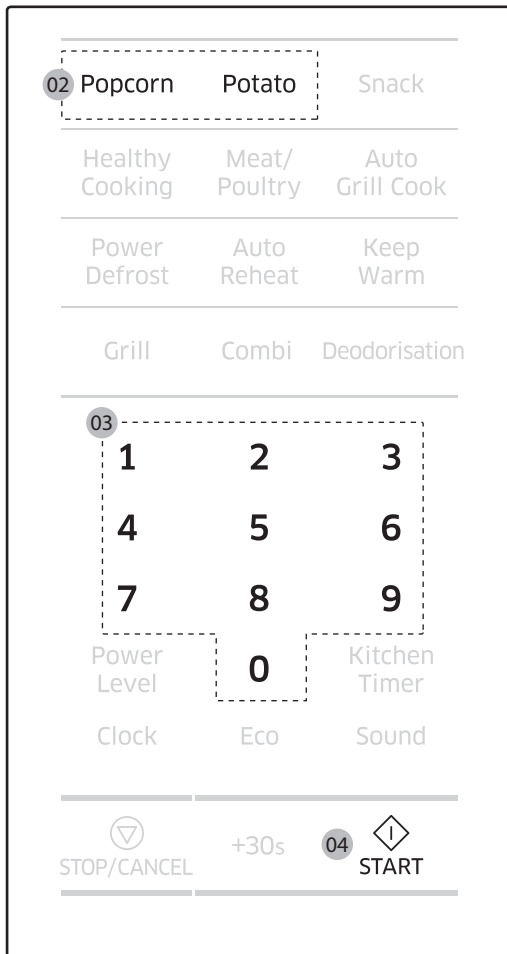 02 Popcorn Potato Snack
Healthy Meat/ Auto
Cooking Poultry Grill Cook
Power Auto Keep
Defrost Reheat Warm
Grill Combi Deodorisation
03
1 2 3
4 5 6
7 8 9
Power 0 Kitchen
Level Timer
Clock Eco Sound
+30s 04
STOP/CANCEL START